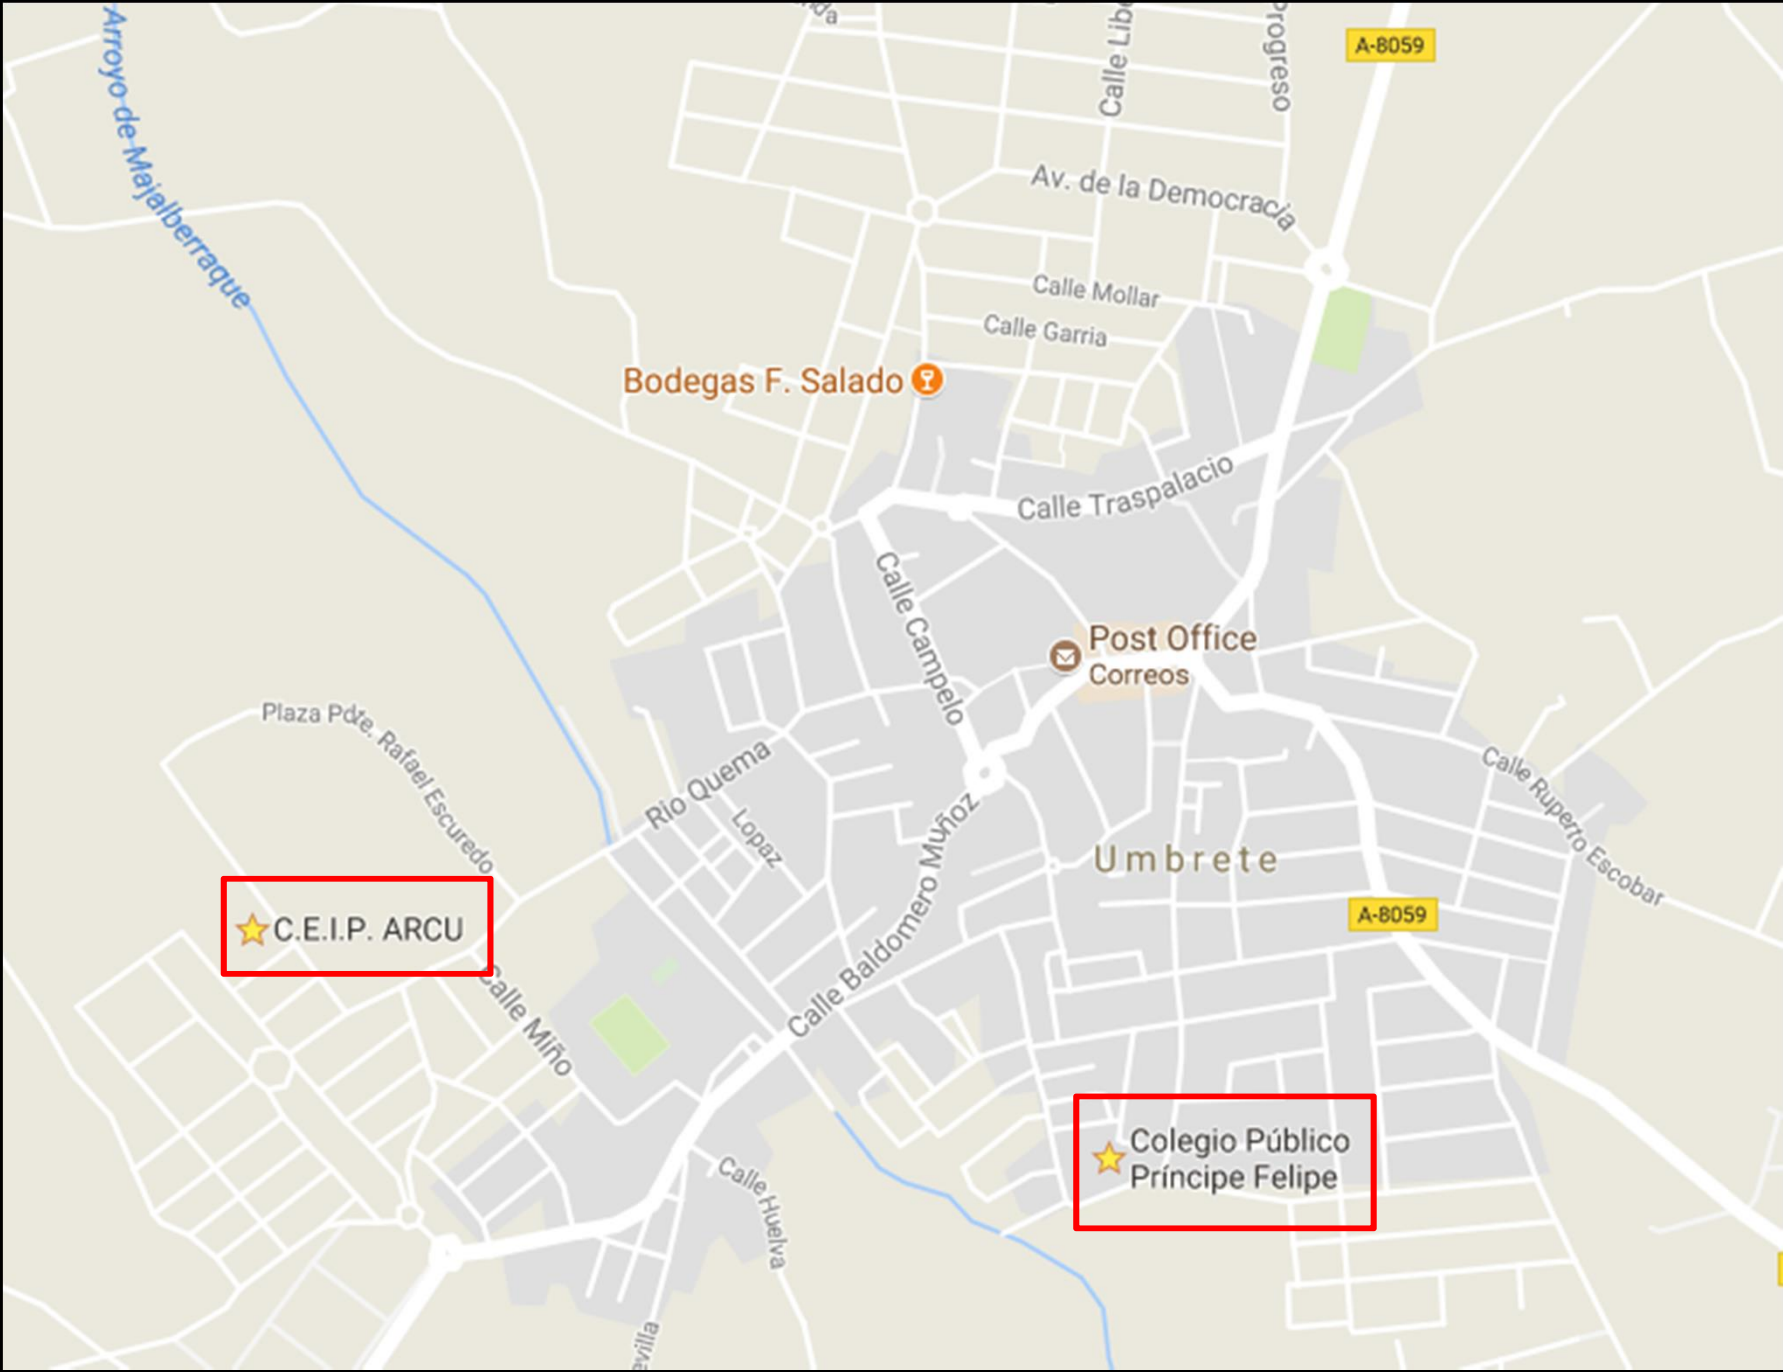 A-8059
Calle Libe
Progreso
Arroyo de Majalberraque
Av. de la Democracia
Calle Mollar
Calle Garria
Bodegas F. Salado
Calle Traspalacio
Calle Campelo
Post Office
Correos
Plaza Pdte. Rafael Escuredo
Rio Quema
Lopaz
Calle Ruperto Escobar
Calle Baldomero Muñoz
Umbrete
A-8059
C.E.I.P. ARCU
Calle Miño
Colegio Público
Príncipe Felipe
Calle Huelva
evilla